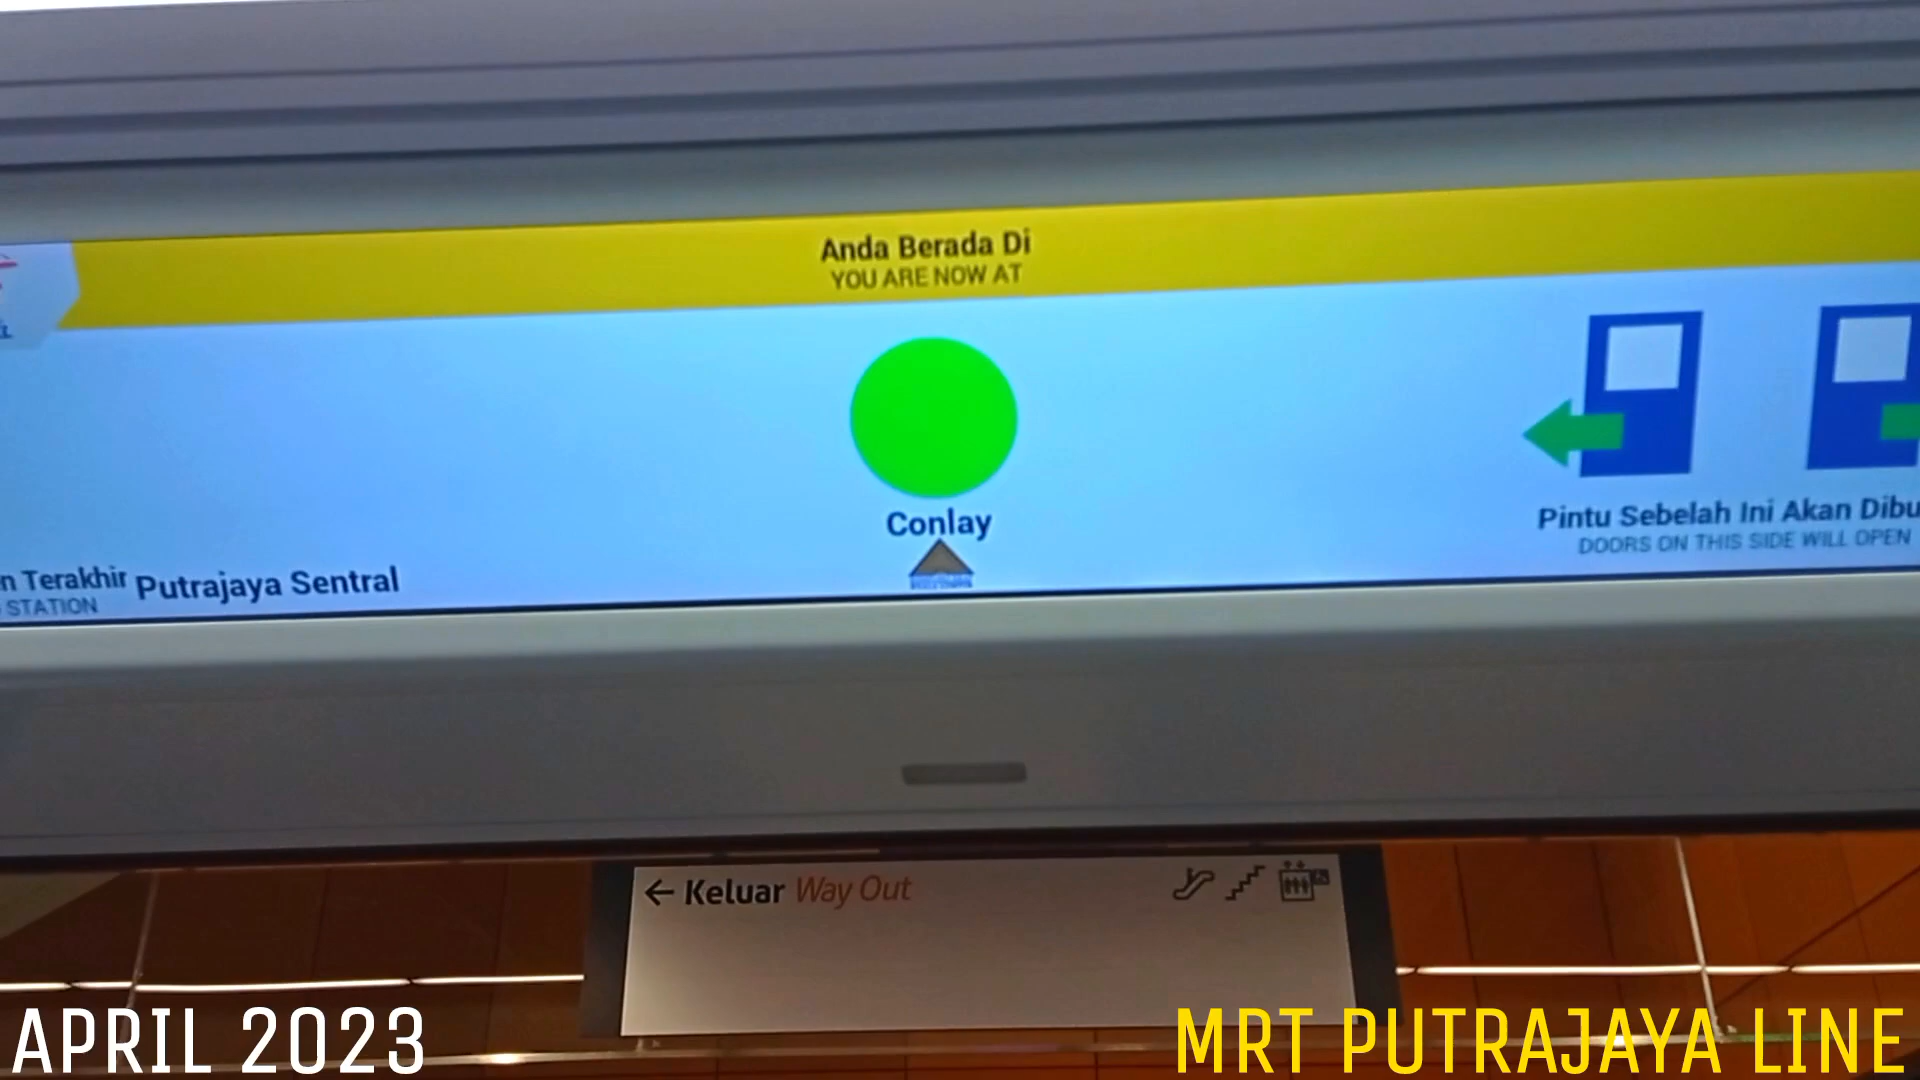 Anda Berada Di
YOU ARE NOW AT
Conlay
Pintu Sebelah Ini Akan
DOORS ON THIS SIDE WILL OPEN
Terakhir Putrajaya Sentral
STATION
← Keluar Way Out
APRIL 2023
MRT PUTRAJAYA LINE